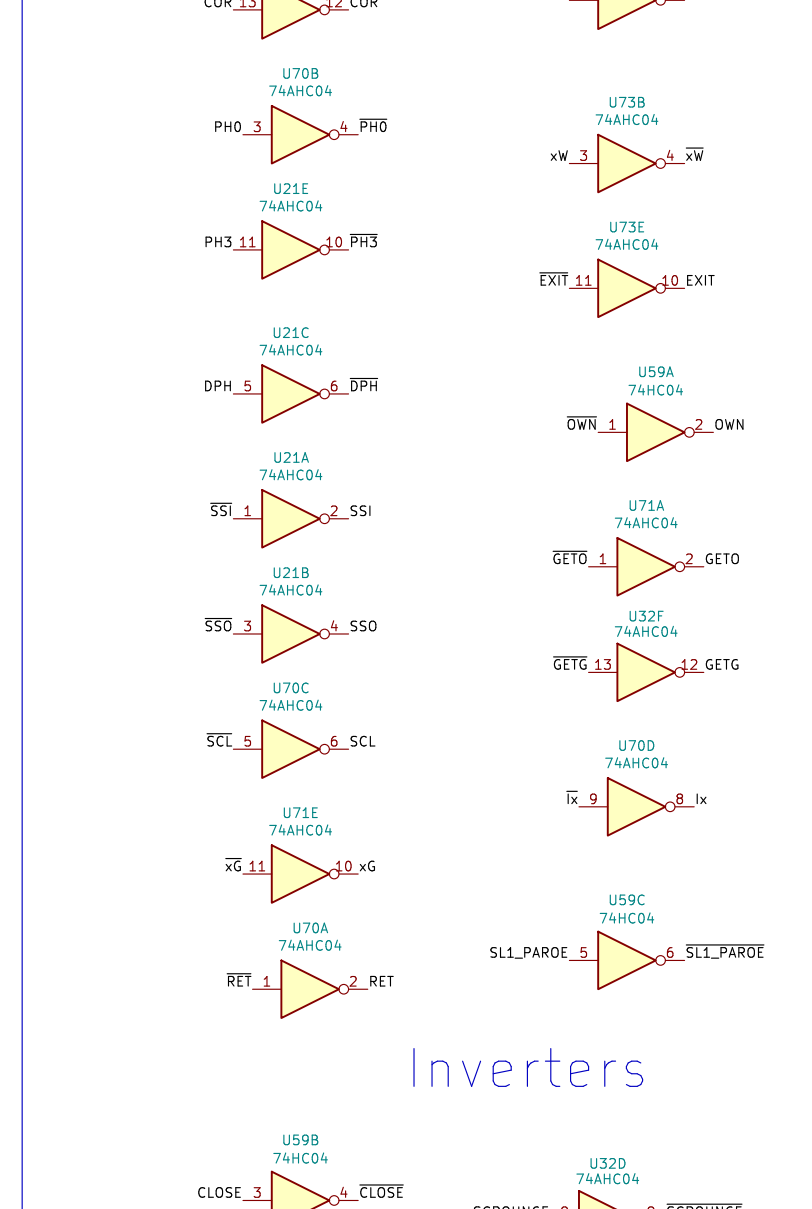 COR 13 12 COR
U70B
74AHC04
PH0 3 4 PH0
U73B
74AHC04
xW 3 4 xW
U21E
74AHC04
PH3 11 10 PH3
U73E
74AHC04
EXIT 11 10 EXIT
U21C
74AHC04
DPH 5 6 DPH
U59A
74HC04
OWN 1 2 OWN
U21A
74AHC04
SSI 1 2 SSI
U71A
74AHC04
GETO 1 2 GETO
U21B
74AHC04
SSO 3 4 SSO
U32F
74AHC04
GETG 13 12 GETG
U70C
74AHC04
SCL 5 6 SCL
U70D
74AHC04
Ix 9 8 Ix
U71E
74AHC04
xG 11 10 xG
U59C
74HC04
SL1_PAROE 5 6 SL1_PAROE
U70A
74AHC04
RET 1 2 RET
Inverters
U59B
74HC04
CLOSE 3 4 CLOSE
U32D
74AHC04
SCROUNGE 9 8 SCROUNGE